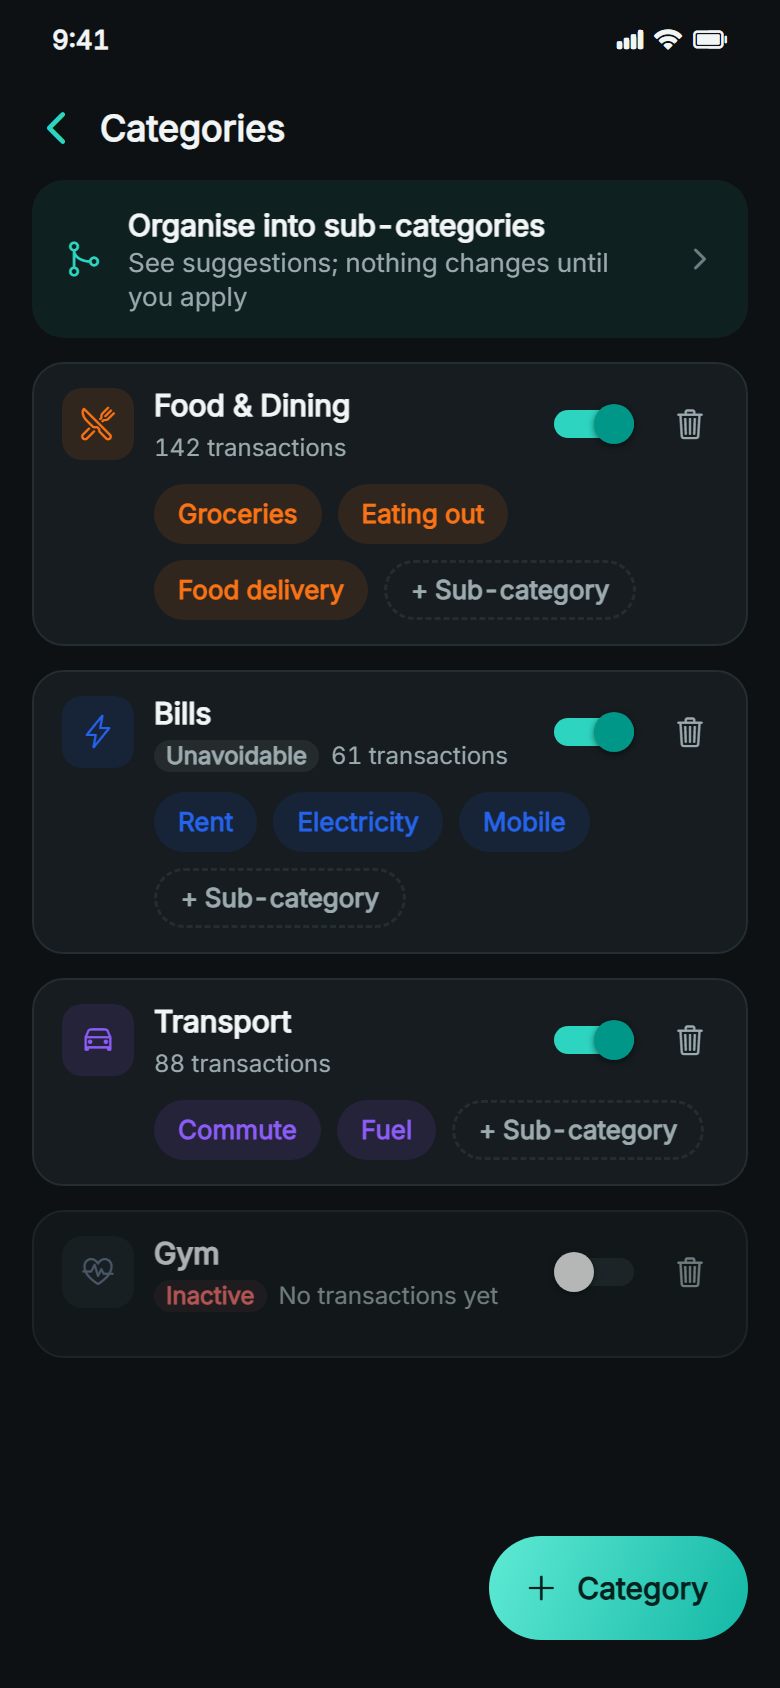 9:41
Categories
Organise into sub-categories
See suggestions; nothing changes until
you apply
Food & Dining
142 transactions
Groceries
Eating out
Food delivery
+ Sub-category
Bills
Unavoidable 61 transactions
Rent
Electricity
Mobile
+ Sub-category
Transport
88 transactions
Commute
Fuel
+ Sub-category
Gym
Inactive No transactions yet
+ Category